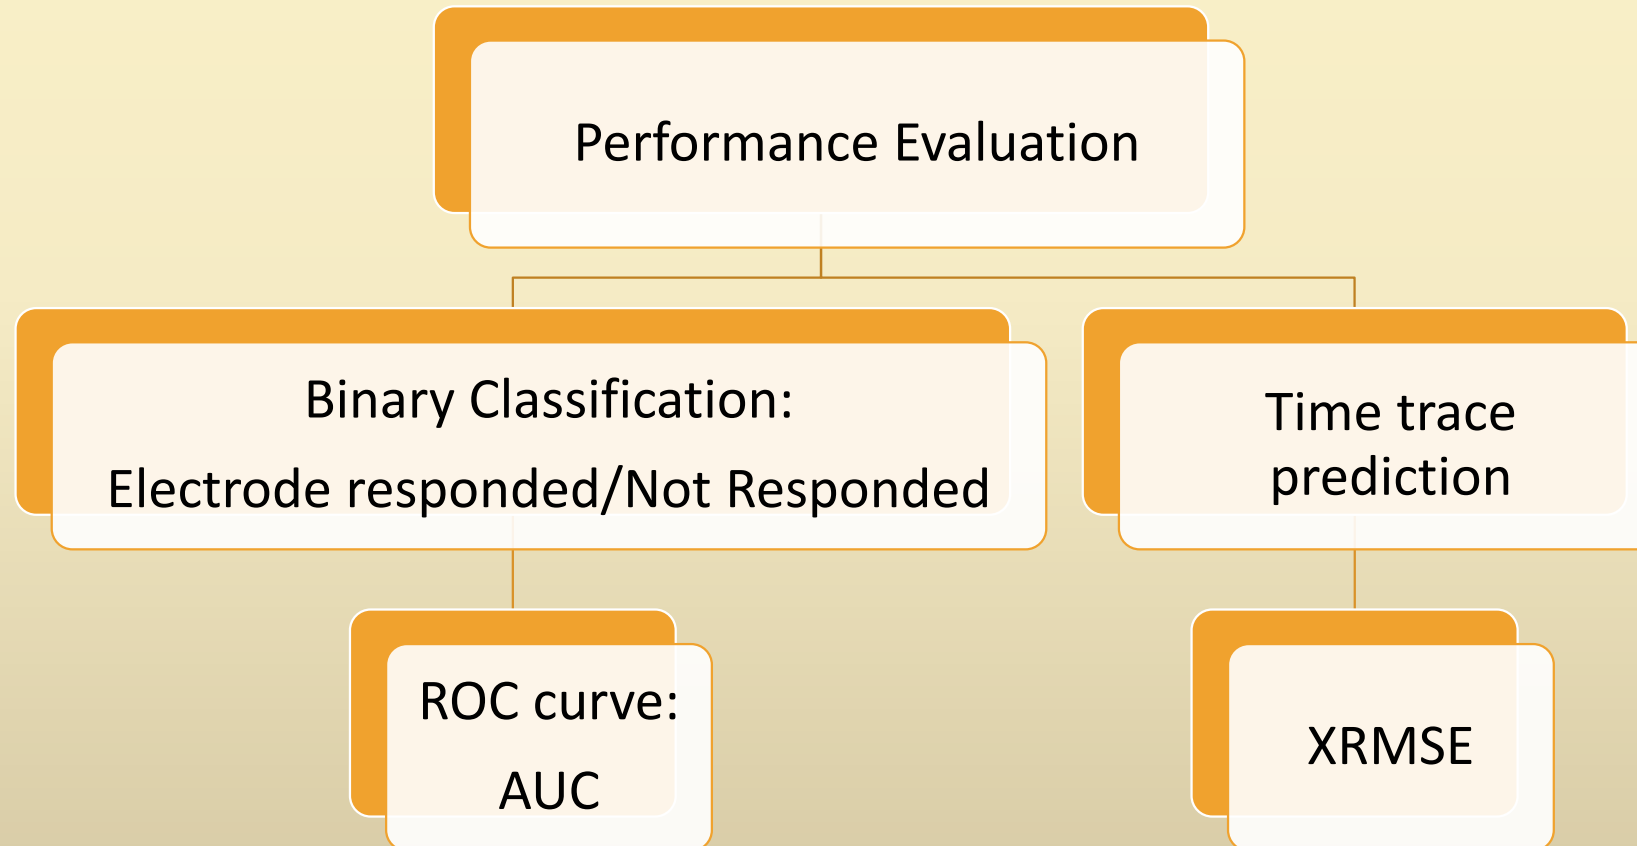 Performance Evaluation
Binary Classification:
Electrode responded/Not Responded
Time trace
prediction
ROC curve:
AUC
XRMSE